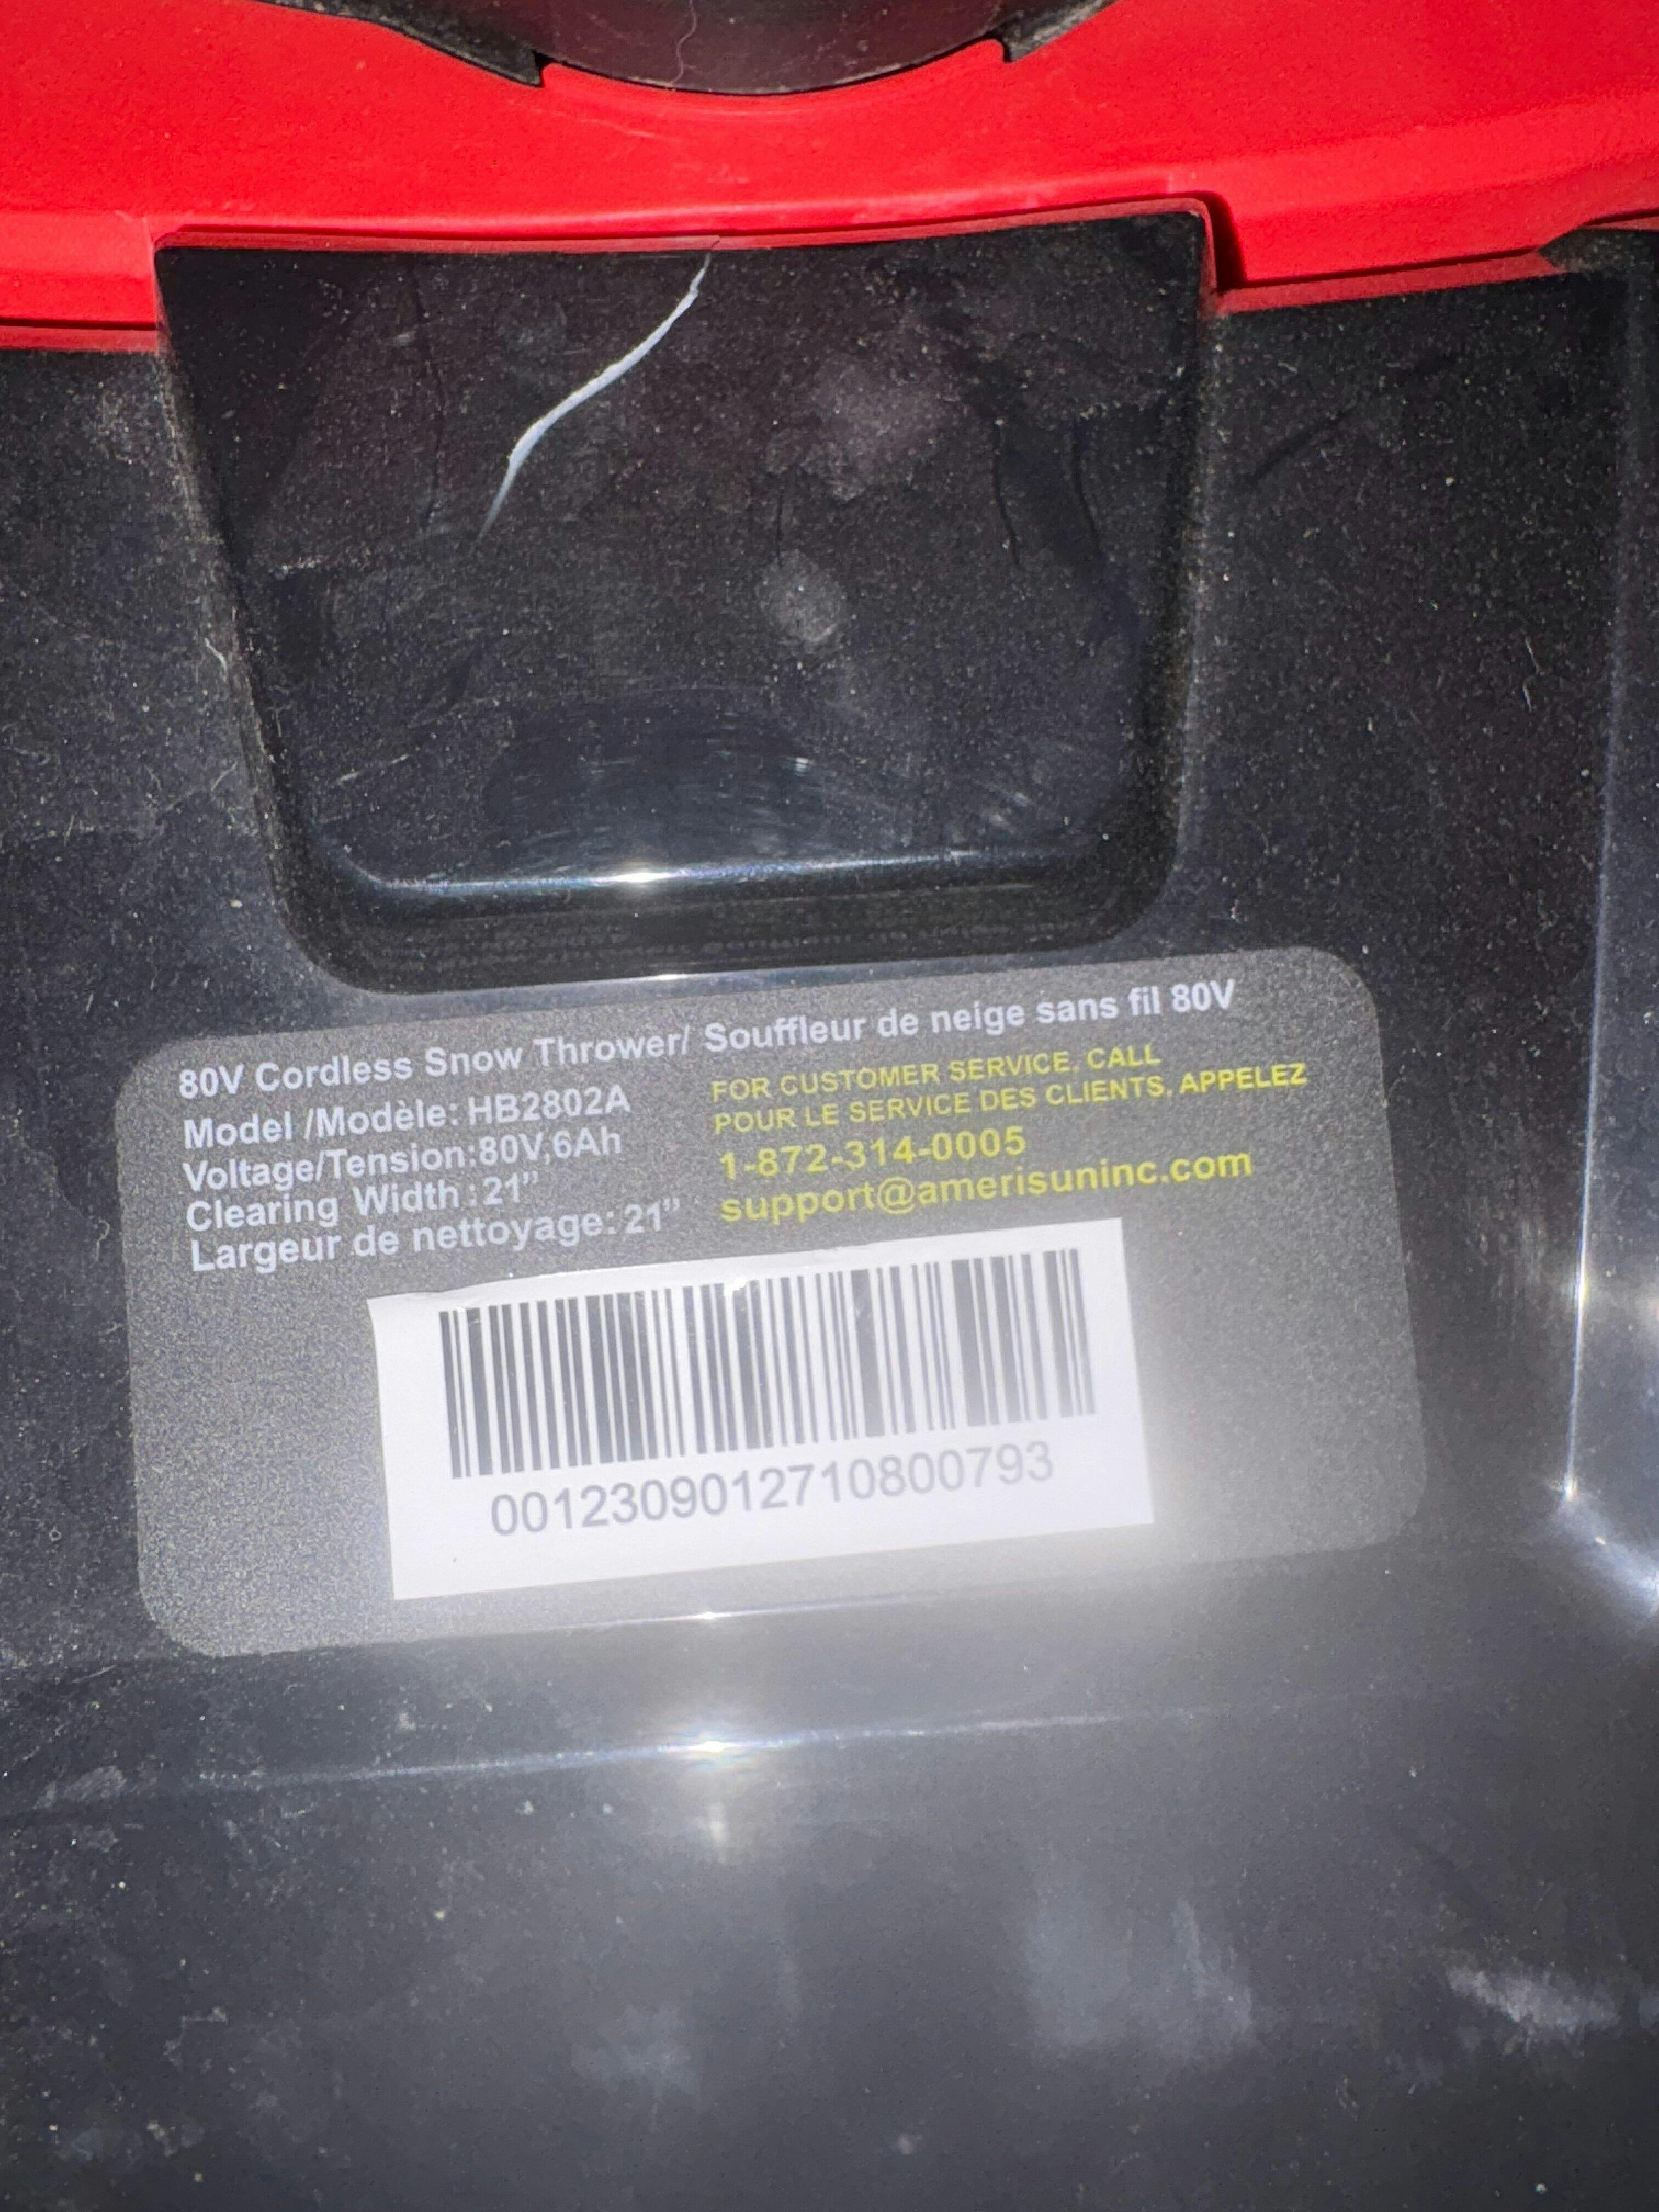 80V Cordless Snow Thrower/ Souffleur de neige sans fil 80V
Model /Modèle: HB2802A
Voltage/Tension:80V,6Ah
Clearing Width :21”
Largeur de nettoyage: 21”
FOR CUSTOMER SERVICE, CALL
POUR LE SERVICE DES CLIENTS, APPELEZ
1-872-314-0005
support@amerisuninc.com
0012309012710800793